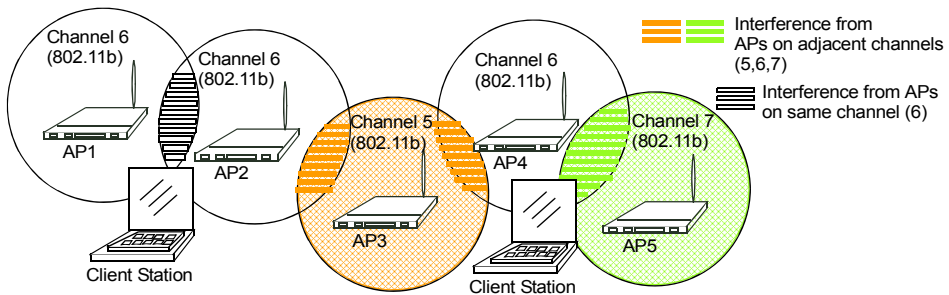 Channel 6
(802.11b)
AP1
Channel 6
(802.11b)
AP2
Channel 5
(802.11b)
AP3
Channel 6
(802.11b)
AP4
Channel 7
(802.11b)
AP5
Client Station
Client Station
Interference from
APs on adjacent channels
(5,6,7)
Interference from APs
on same channel (6)